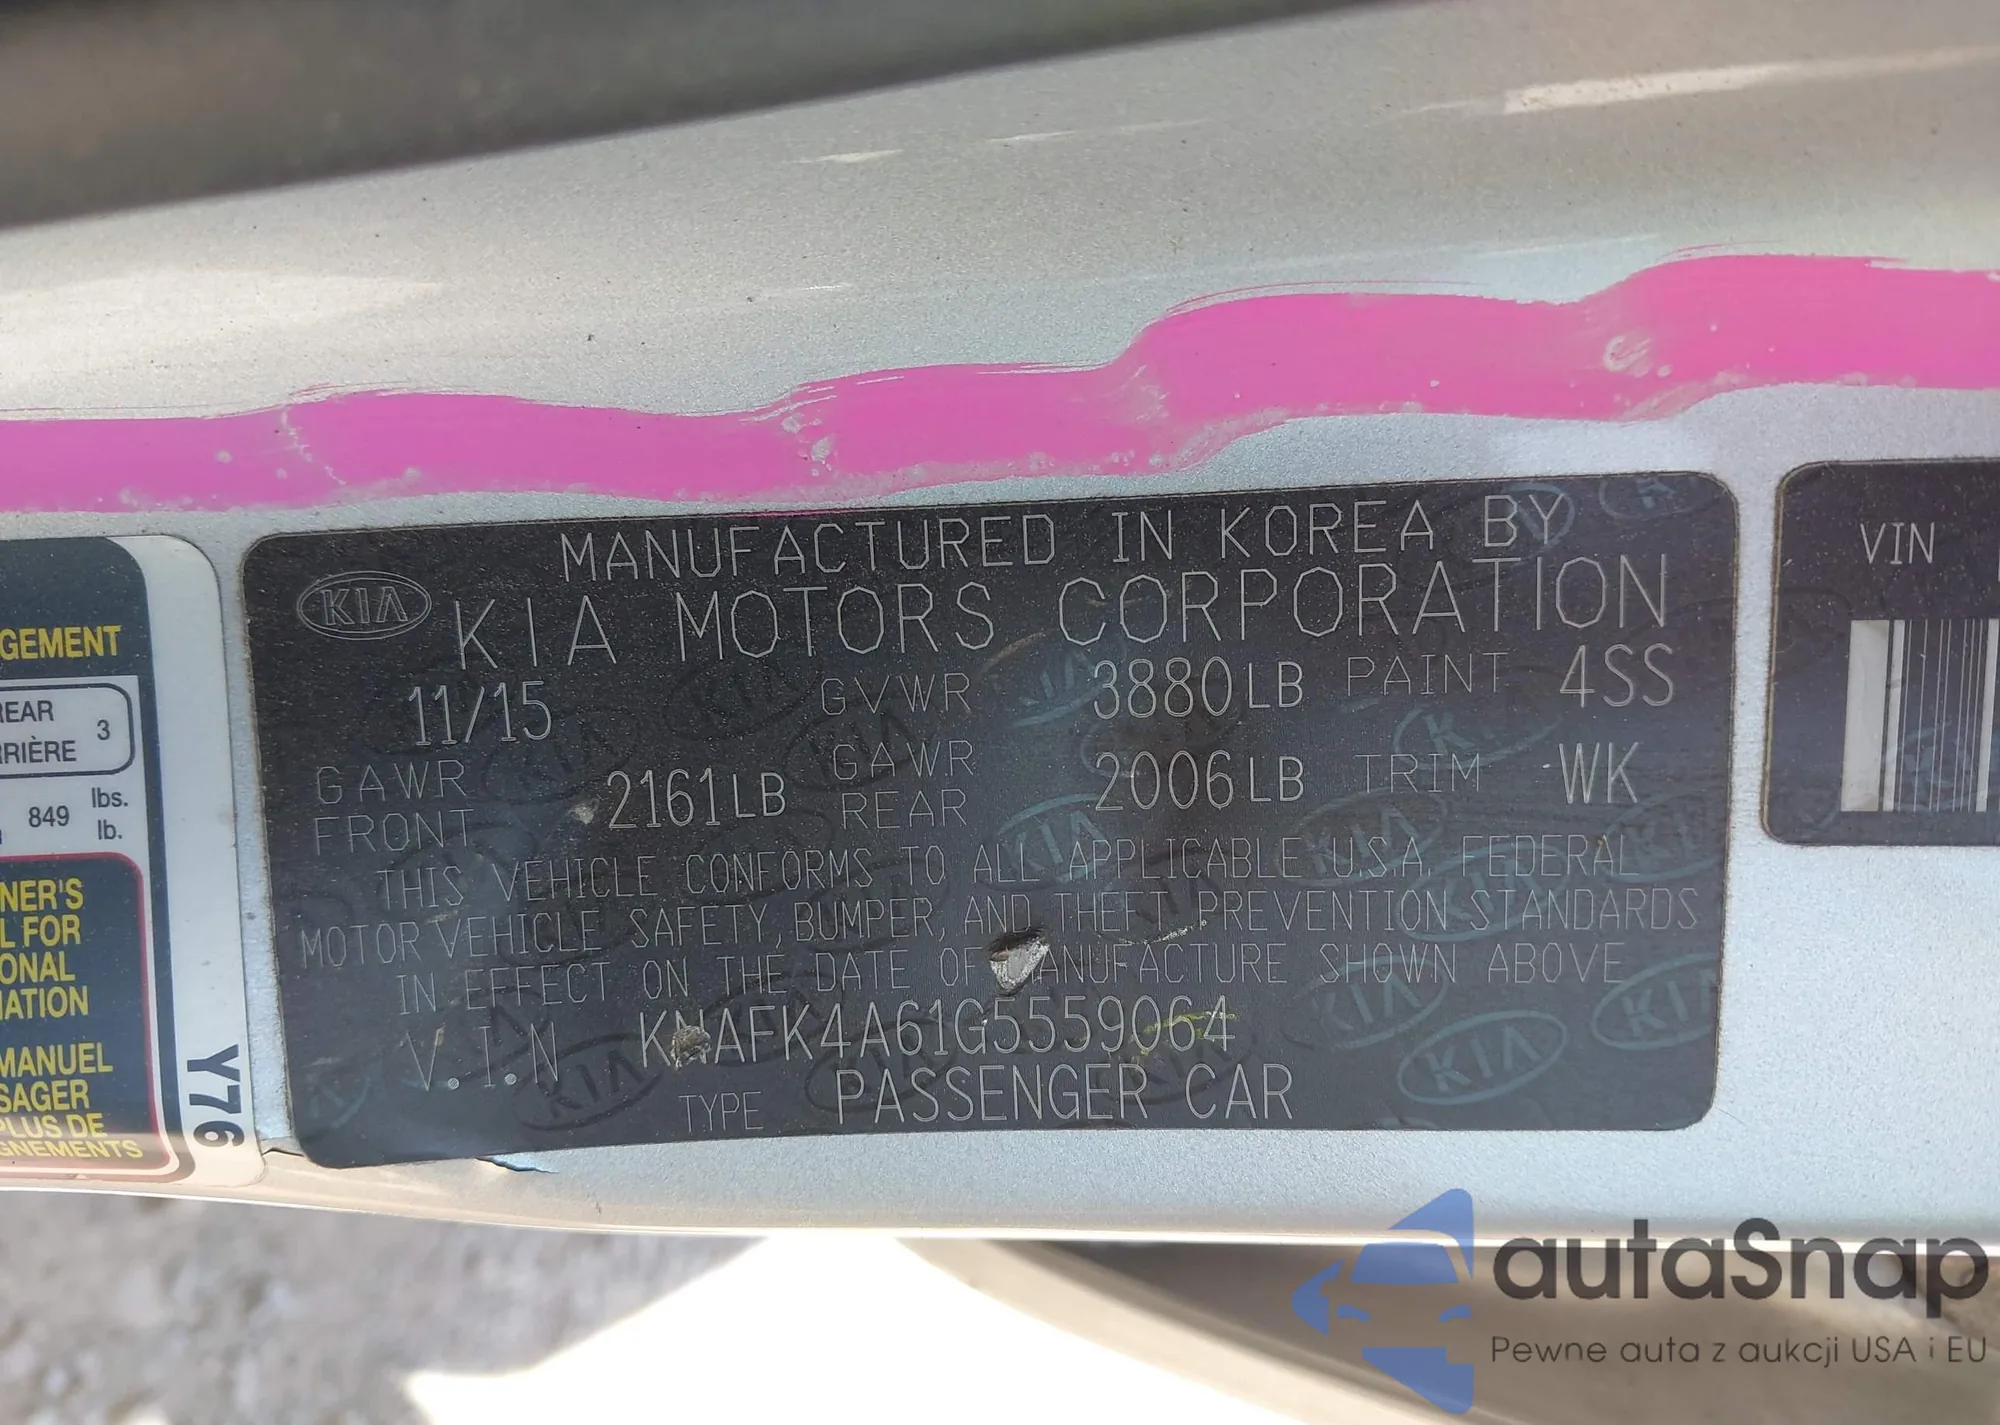 MANUFACTURED IN KOREA BY
KIA
KIA MOTORS CORPORATION
11/15 GVWR 3880LB PAINT 4SS
GAWR FRONT 2161LB GAWR REAR 2006LB TRIM WK
THIS VEHICLE CONFORMS TO ALL APPLICABLE U.S.A. FEDERAL
MOTOR VEHICLE SAFETY, BUMPER, AND THEFT PREVENTION STANDARDS
IN EFFECT ON THE DATE OF MANUFACTURE SHOWN ABOVE
V.I.N KNAFK4A61G5559064
TYPE PASSENGER CAR
VIN
GEMENT
REAR
RRIÈRE 3
849 lbs.
lb.
NER'S
L FOR
ONAL
MATION
MANUEL
SAGER
PLUS DE
GNEMENTS
Y76
autaSnap
Pewne auta z aukcji USA i EU